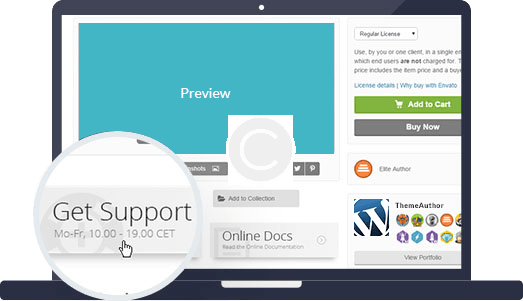 Preview
Regular License
Use, by you or one client, in a single en
which end users are not charged for. T
price includes the item price and a buye
License details | Why buy with Envato
Add to Cart
Buy Now
Elite Author
Add to Collection
Get Support
Mo-Fr, 10.00 - 19.00 CET
Online Docs
Read the Online Documentation
ThemeAuthor
View Portfolio